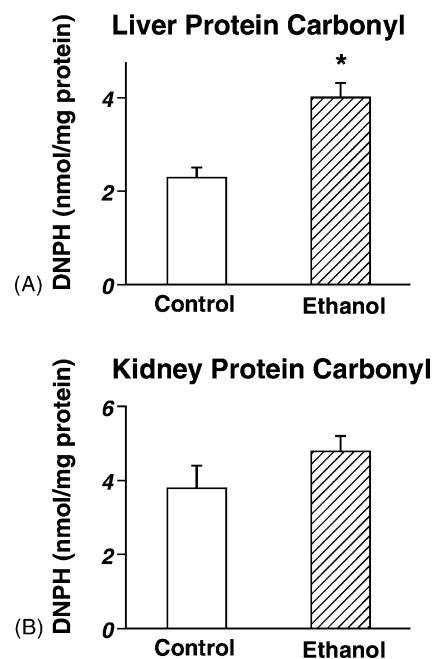 Liver Protein Carbonyl
*
4
2
0
DNPH (nmol/mg protein)
(A)
Control Ethanol
Kidney Protein Carbonyl
6
4
2
0
DNPH (nmol/mg protein)
(B)
Control Ethanol